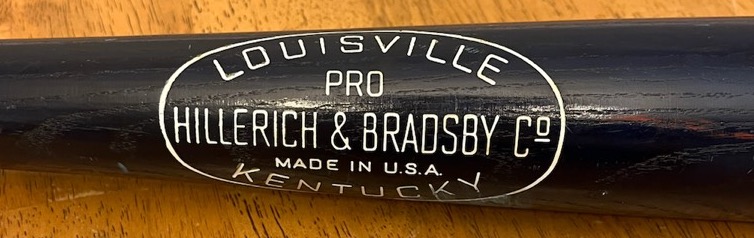 LOUISVILLE
PRO
HILLERICH & BRADSBY Cº
MADE IN U.S.A.
KENTUCKY